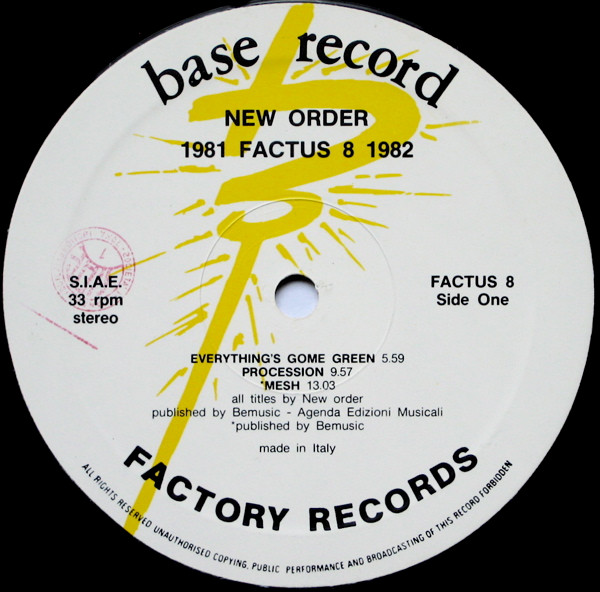 base record
NEW ORDER
1981 FACTUS 8 1982
S.I.A.E.
33 rpm
stereo
FACTUS 8
Side One
EVERYTHING'S GOME GREEN 5.59
PROCESSION 9.57
*MESH 13.03
all titles by New order
published by Bemusic - Agenda Edizioni Musicali
*published by Bemusic
made in Italy
FACTORY RECORDS
ALL RIGHTS RESERVED UNAUTHORISED COPYING, PUBLIC PERFORMANCE AND BROADCASTING OF THIS RECORD FORBIDDEN